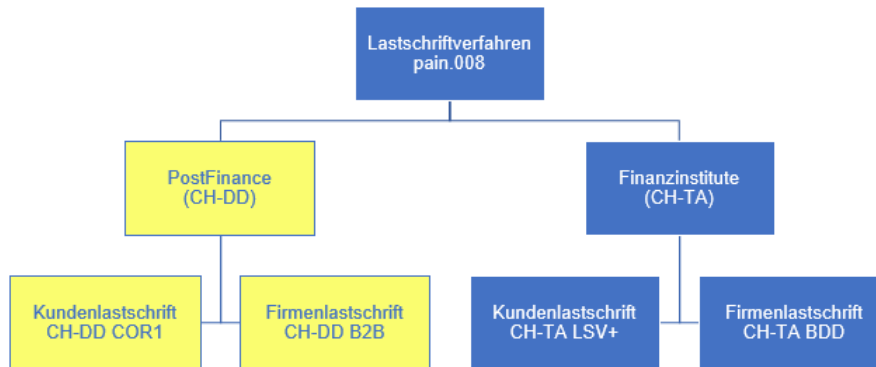 Lastschriftverfahren
pain.008
PostFinance
(CH-DD)
Finanzinstitute
(CH-TA)
Kundenlastschrift
CH-DD COR1
Firmenlastschrift
CH-DD B2B
Kundenlastschrift
CH-TA LSV+
Firmenlastschrift
CH-TA BDD